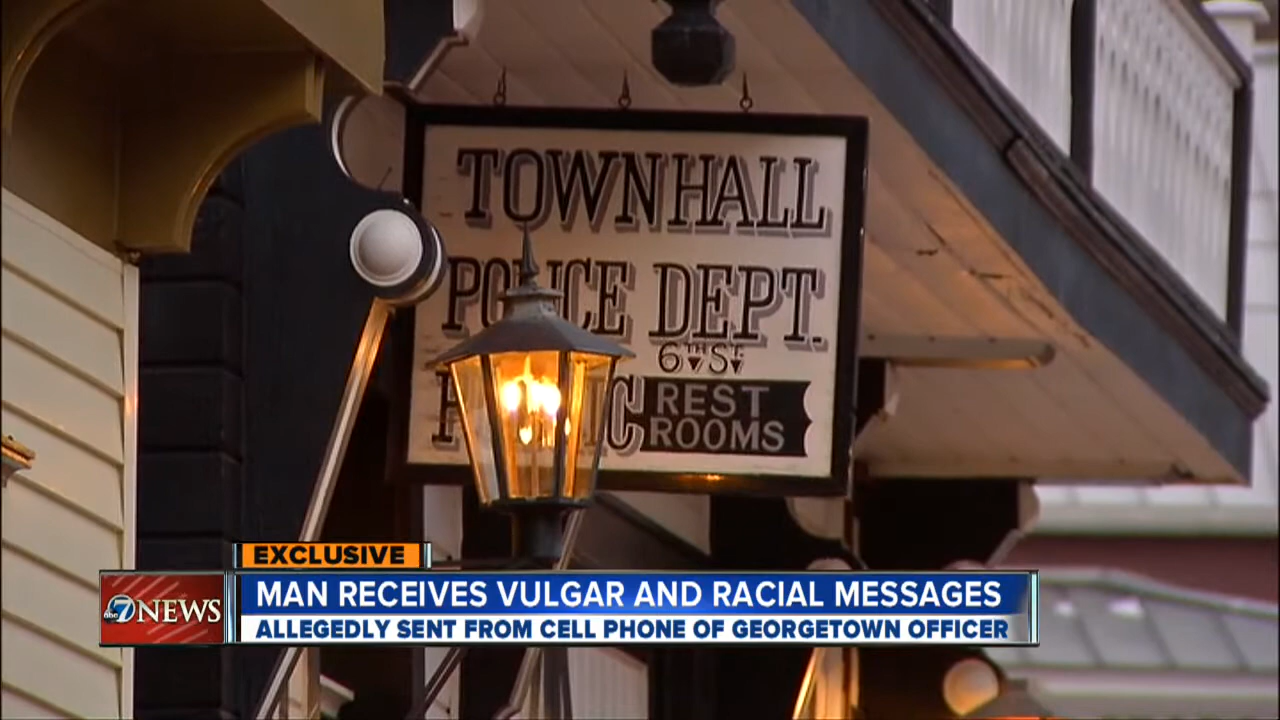 TOWNHALL
POLICE DEPT.
6TH ST.
REST
ROOMS
EXCLUSIVE
abc 7NEWS
MAN RECEIVES VULGAR AND RACIAL MESSAGES
ALLEGEDLY SENT FROM CELL PHONE OF GEORGETOWN OFFICER